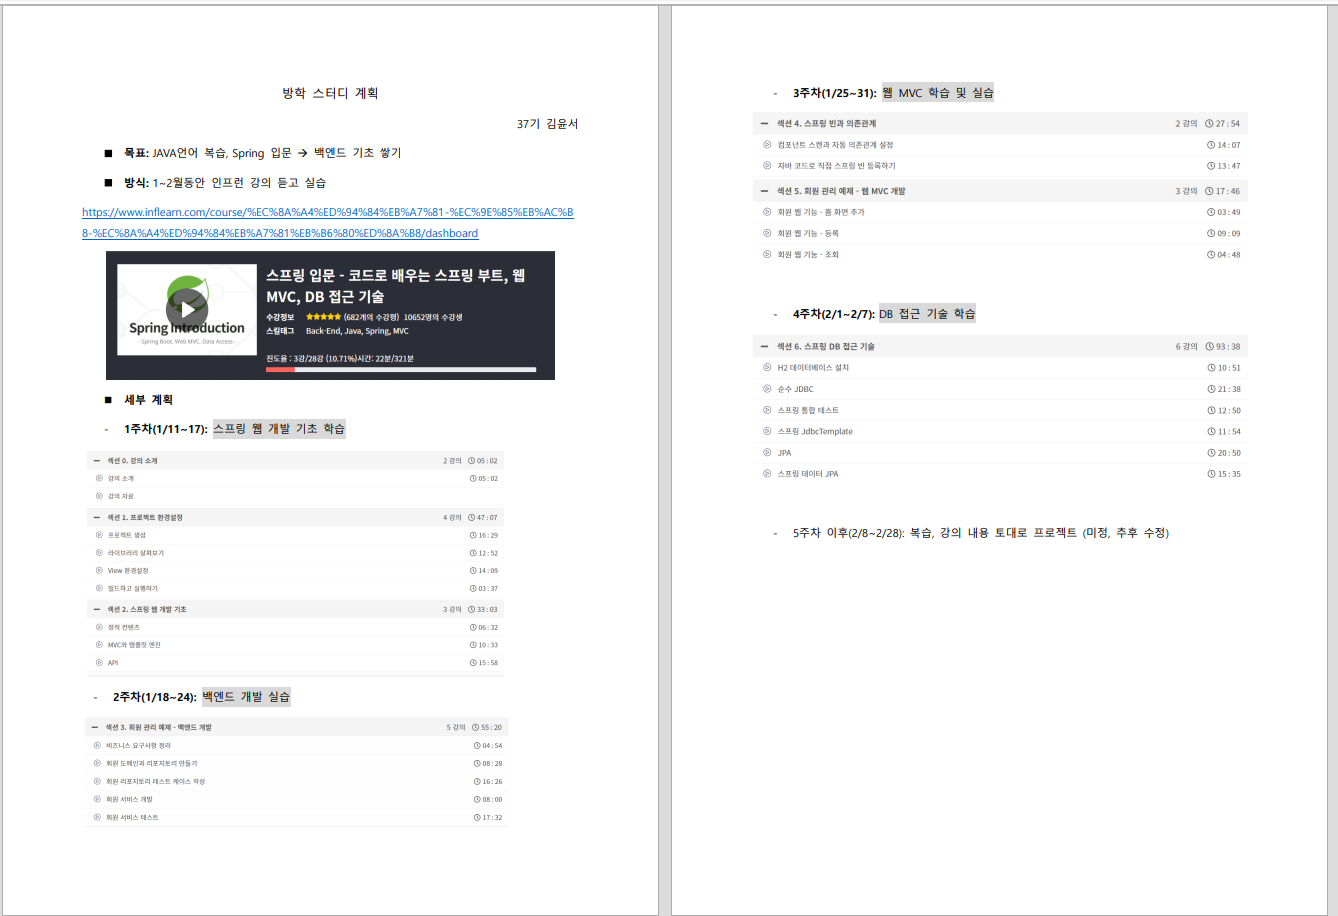 방학 스터디 계획
37기 김윤서
■ 목표: JAVA언어 복습, Spring 입문 → 백엔드 기초 쌓기
■ 방식: 1~2월동안 인프런 강의 듣고 실습
https://www.inflearn.com/course/%EC%8A%A4%ED%94%84%EB%A7%81-%EC%9E%85%EB%AC%B
8-%EC%8A%A4%ED%94%84%EB%A7%81%EB%B6%80%ED%8A%B8/dashboard
Spring Introduction
- Spring Boot, Web MVC, Data Access -
스프링 입문 - 코드로 배우는 스프링 부트, 웹
MVC, DB 접근 기술
수강정보 ★★★★★ (682개의 수강평) 10652명의 수강생
스킬태그 Back-End, Java, Spring, MVC
진도율 : 3강/28강 (10.71%)시간: 22분/321분
■ 세부 계획
- 1주차(1/11~17): 스프링 웹 개발 기초 학습
섹션 0. 강의 소개 2 강의 05 : 02
강의 소개 05 : 02
강의 자료
섹션 1. 프로젝트 환경설정 4 강의 47 : 07
프로젝트 생성 16 : 29
라이브러리 살펴보기 12 : 52
View 환경설정 14 : 09
빌드하고 실행하기 03 : 37
섹션 2. 스프링 웹 개발 기초 3 강의 33 : 03
정적 컨텐츠 06 : 32
MVC와 템플릿 엔진 10 : 33
API 15 : 58
- 2주차(1/18~24): 백엔드 개발 실습
섹션 3. 회원 관리 예제 - 백엔드 개발 5 강의 55 : 20
비즈니스 요구사항 정리 04 : 54
회원 도메인과 리포지토리 만들기 08 : 28
회원 리포지토리 테스트 케이스 작성 16 : 26
회원 서비스 개발 08 : 00
회원 서비스 테스트 17 : 32
- 3주차(1/25~31): 웹 MVC 학습 및 실습
섹션 4. 스프링 빈과 의존관계 2 강의 27 : 54
컴포넌트 스캔과 자동 의존관계 설정 14 : 07
자바 코드로 직접 스프링 빈 등록하기 13 : 47
섹션 5. 회원 관리 예제 - 웹 MVC 개발 3 강의 17 : 46
회원 웹 기능 - 홈 화면 추가 03 : 49
회원 웹 기능 - 등록 09 : 09
회원 웹 기능 - 조회 04 : 48
- 4주차(2/1~2/7): DB 접근 기술 학습
섹션 6. 스프링 DB 접근 기술 6 강의 93 : 38
H2 데이터베이스 설치 10 : 51
순수 JDBC 21 : 38
스프링 통합 테스트 12 : 50
스프링 JdbcTemplate 11 : 54
JPA 20 : 50
스프링 데이터 JPA 15 : 35
- 5주차 이후(2/8~2/28): 복습, 강의 내용 토대로 프로젝트 (미정, 추후 수정)